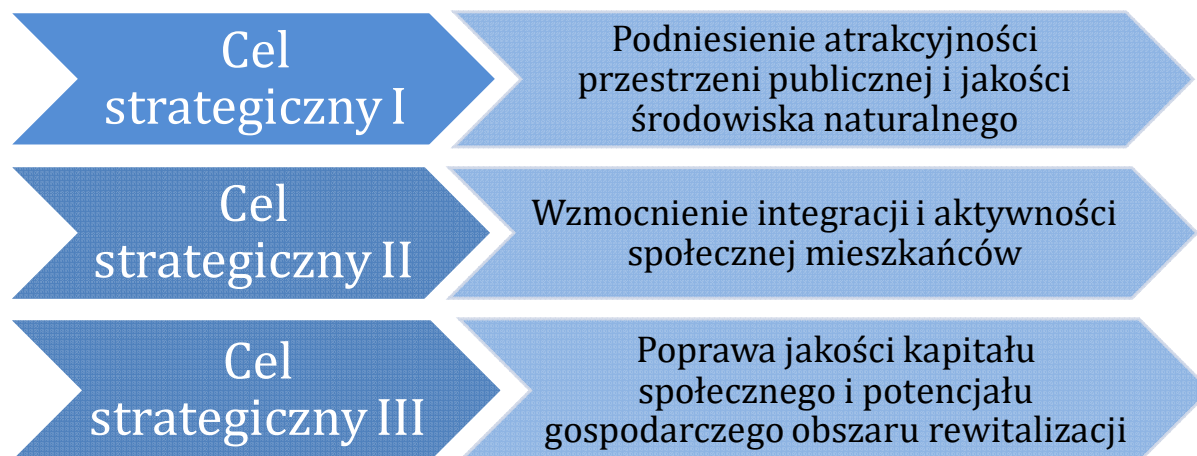 Cel
strategiczny I
Podniesienie atrakcyjności
przestrzeni publicznej i jakości
środowiska naturalnego
Cel
strategiczny II
Wzmocnienie integracji i aktywności
społecznej mieszkańców
Cel
strategiczny III
Poprawa jakości kapitału
społecznego i potencjału
gospodarczego obszaru rewitalizacji